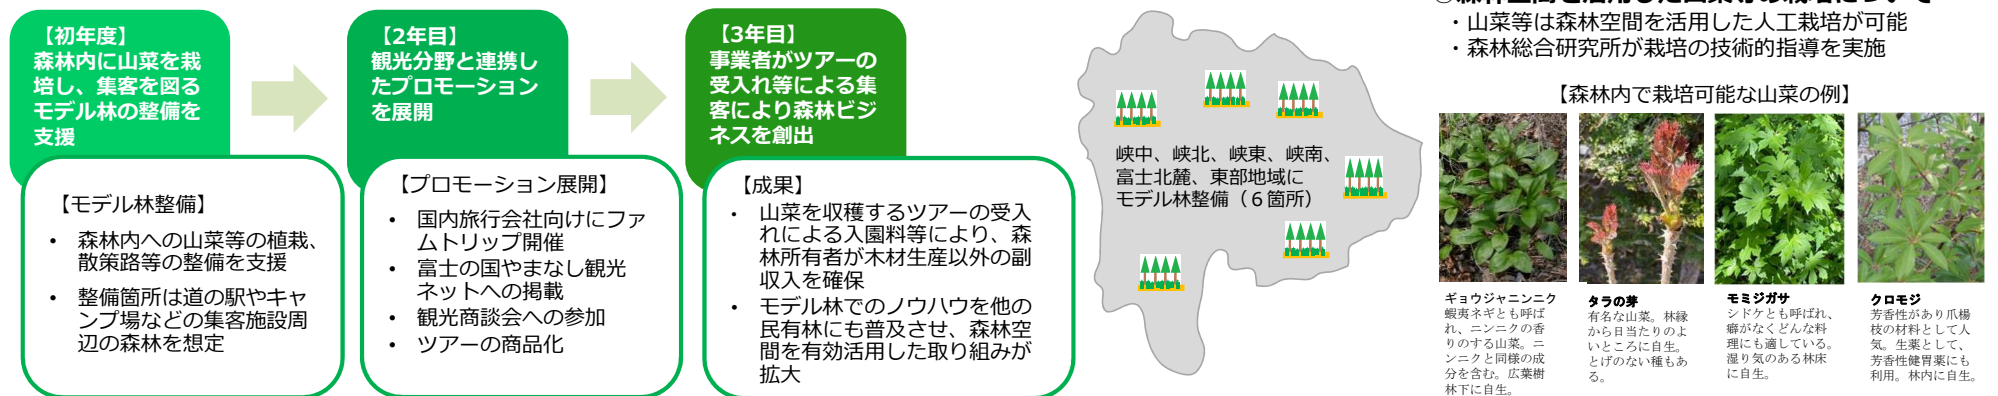 【初年度】
森林内に山菜を栽
培し、集客を図る
モデル林の整備を
支援
【モデル林整備】
• 森林内への山菜等の植栽、
散策路等の整備を支援
• 整備箇所は道の駅やキャ
ンプ場などの集客施設周
辺の森林を想定
【2年目】
観光分野と連携し
たプロモーション
を展開
【プロモーション展開】
• 国内旅行会社向けにファ
ムトリップ開催
• 富士の国やまなし観光
ネットへの掲載
• 観光商談会への参加
• ツアーの商品化
【3年目】
事業者がツアーの
受入れ等による集
客により森林ビジ
ネスを創出
【成果】
• 山菜を収穫するツアーの受入
れによる入園料等により、森
林所有者が木材生産以外の副
収入を確保
• モデル林でのノウハウを他の
民有林にも普及させ、森林空
間を有効活用した取り組みが
拡大
峡中、峡北、峡東、峡南、
富士北麓、東部地域に
モデル林整備（６箇所）
・山菜等は森林空間を活用した人工栽培が可能
・森林総合研究所が栽培の技術的指導を実施
【森林内で栽培可能な山菜の例】
ギョウジャニンニク
蝦夷ネギとも呼ば
れ、ニンニクの香
りのする山菜。ニ
ンニクと同様の成
分を含む。広葉樹
林下に自生。
タラの芽
有名な山菜。林縁
から日当たりのよ
いところに自生。
とげのない種もあ
る。
モミジガサ
シドケとも呼ばれ、
癖がなくどんな料
理にも適している。
湿り気のある林床
に自生。
クロモジ
芳香性があり爪楊
枝の材料として人
気。生薬として、
芳香性健胃薬にも
利用。林内に自生。